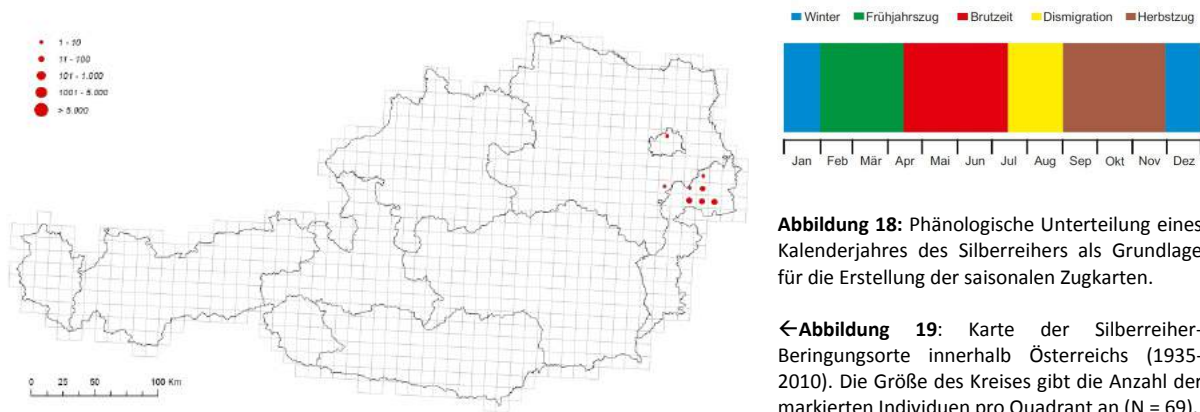 1 - 10
11 - 100
101 - 1.000
1001 - 5.000
> 5.000
0 25 50 100 Km
Winter Frühjahrszug Brutzeit Dismigration Herbstzug
Jan Feb Mär Apr Mai Jun Jul Aug Sep Okt Nov Dez
Abbildung 18: Phänologische Unterteilung eines
Kalenderjahres des Silberreihers als Grundlage
für die Erstellung der saisonalen Zugkarten.
←Abbildung 19: Karte der Silberreiher-
Beringungsorte innerhalb Österreichs (1935-
2010). Die Größe des Kreises gibt die Anzahl der
markierten Individuen pro Quadrant an (N = 69).